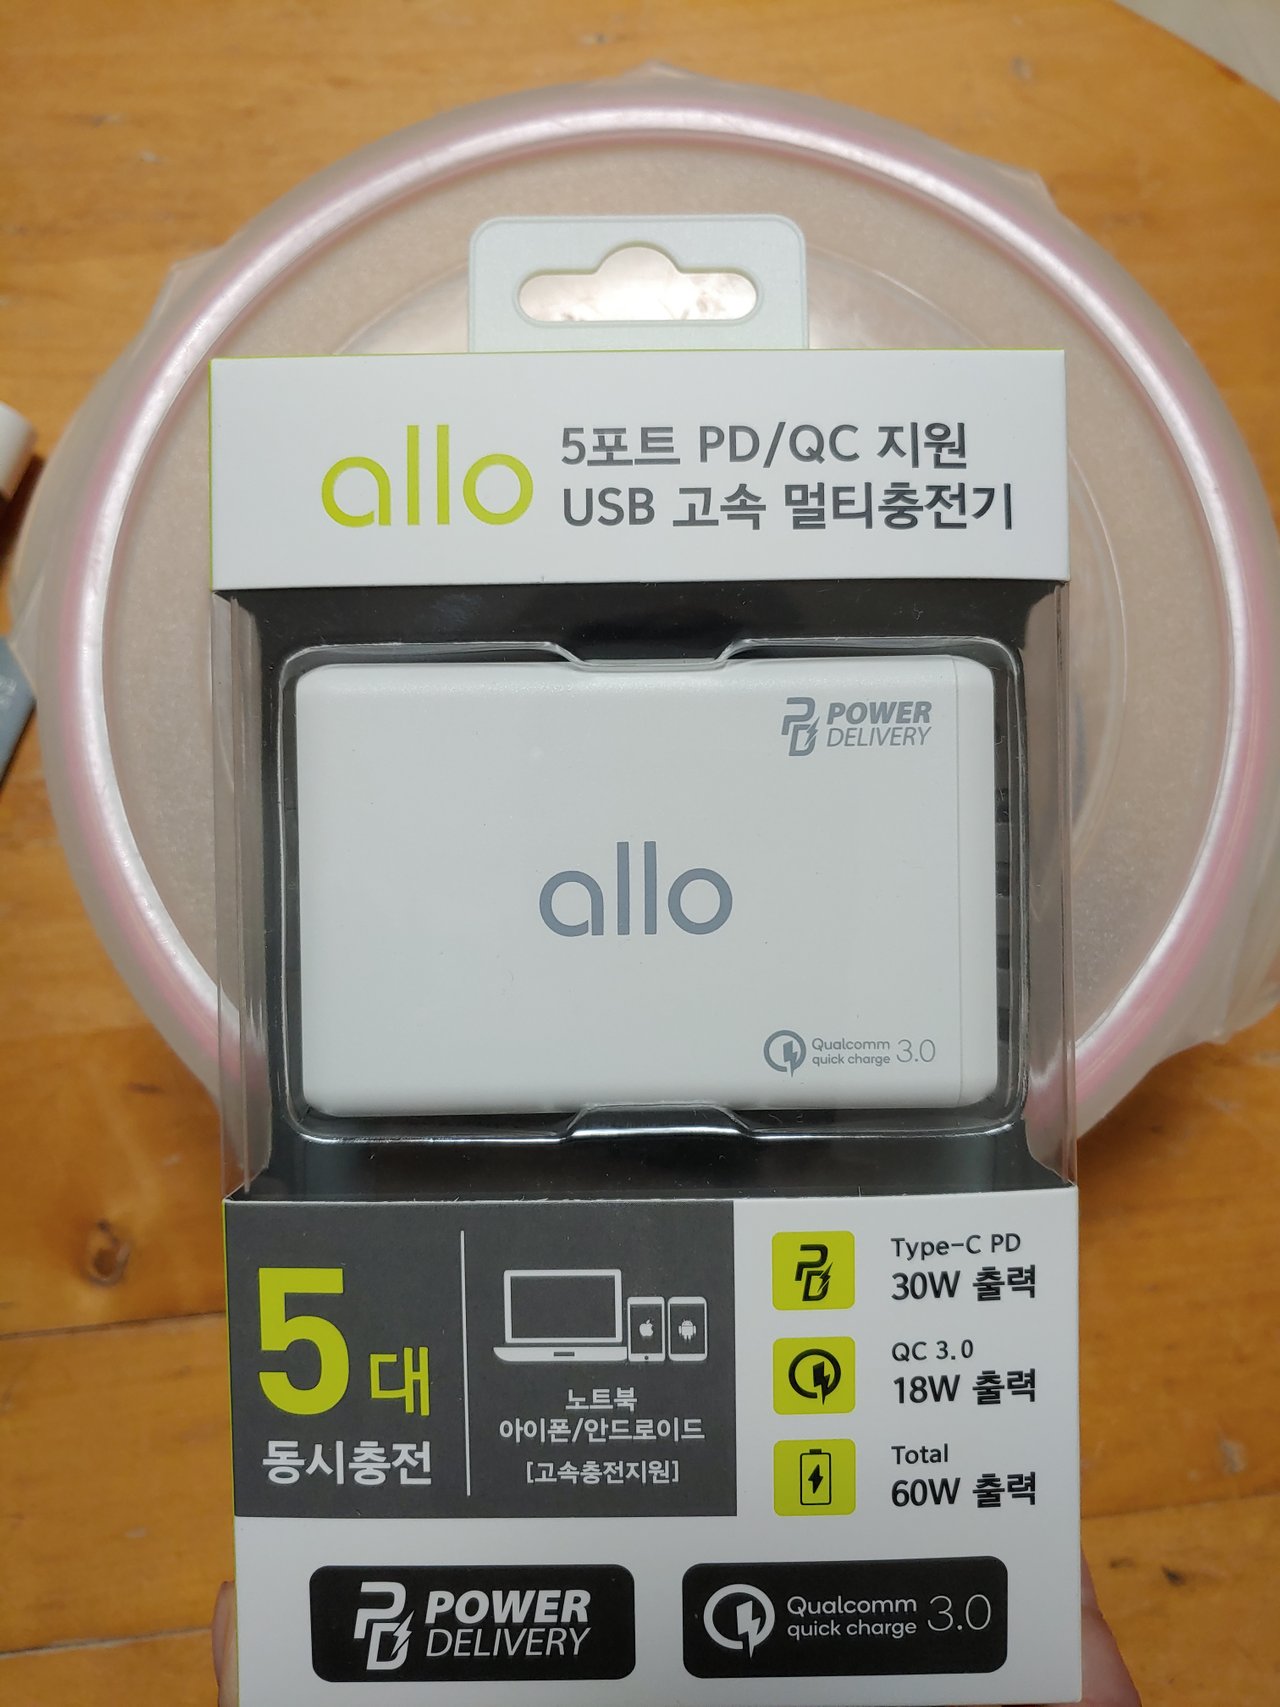 allo
5포트 PD/QC 지원
USB 고속 멀티충전기
POWER
DELIVERY
allo
Qualcomm
quick charge 3.0
5대
동시충전
노트북
아이폰/안드로이드
[고속충전지원]
Type-C PD
30W 출력
QC 3.0
18W 출력
Total
60W 출력
POWER
DELIVERY
Qualcomm
quick charge 3.0